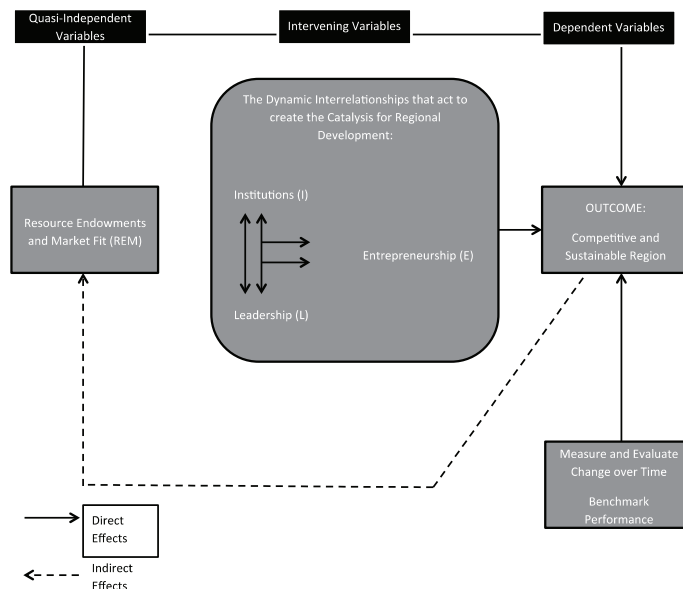 Quasi-Independent
Variables
Intervening Variables
Dependent Variables
The Dynamic Interrelationships that act to
create the Catalysis for Regional
Development:
Institutions (I)
Entrepreneurship (E)
Leadership (L)
Resource Endowments
and Market Fit (REM)
OUTCOME:
Competitive and
Sustainable Region
Measure and Evaluate
Change over Time
Benchmark
Performance
Direct
Effects
Indirect
Effects